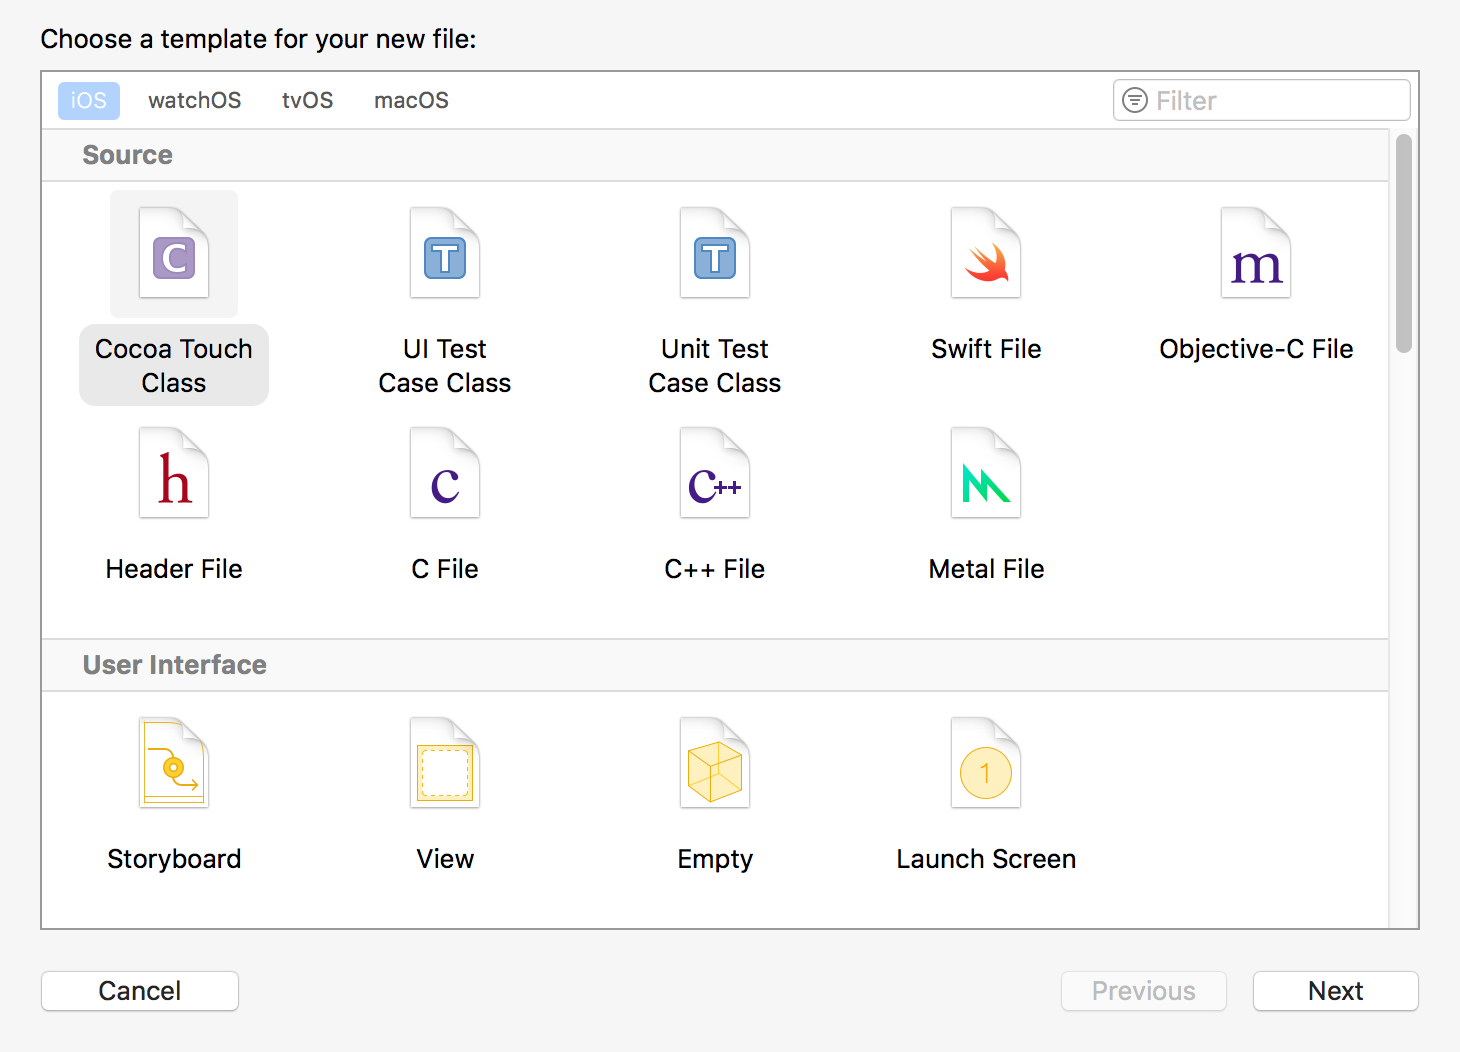 Choose a template for your new file:
iOS watchOS tvOS macOS Filter
Source
C T T m
Cocoa Touch UI Test Unit Test Swift File Objective-C File
Class Case Class Case Class
h c C++
Header File C File C++ File Metal File
User Interface
1
Storyboard View Empty Launch Screen
Cancel Previous Next